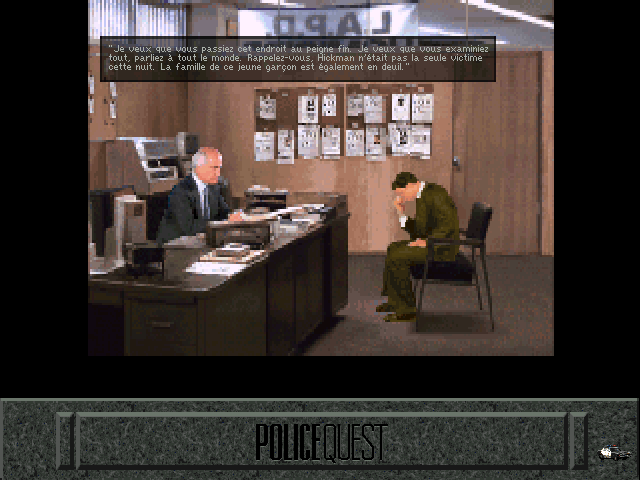 L.A.P.D.
"Je veux que vous passiez cet endroit au peigne fin. Je veux que vous examiniez
tout, parliez à tout le monde. Rappelez-vous, Hickman n'était pas la seule victime
cette nuit. La famille de ce jeune garçon est également en deuil."
POLICEQUEST